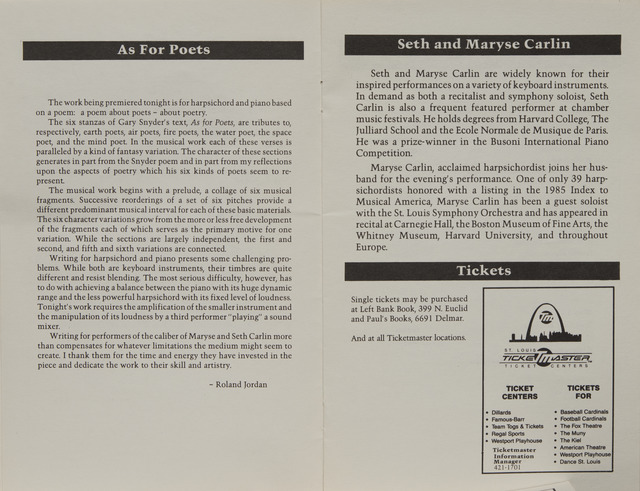 As For Poets
The work being premiered tonight is for harpsichord and piano based
on a poem: a poem about poets – about poetry.
The six stanzas of Gary Snyder's text, As for Poets, are tributes to,
respectively, earth poets, air poets, fire poets, the water poet, the space
poet, and the mind poet. In the musical work each of these verses is
paralleled by a kind of fantasy variation. The character of these sections
generates in part from the Snyder poem and in part from my reflections
upon the aspects of poetry which his six kinds of poets seem to re-
present.
The musical work begins with a prelude, a collage of six musical
fragments. Successive reorderings of a set of six pitches provide a
different predominant musical interval for each of these basic materials.
The six character variations grow from the more or less free development
of the fragments each of which serves as the primary motive for one
variation. While the sections are largely independent, the first and
second, and fifth and sixth variations are connected.
Writing for harpsichord and piano presents some challenging pro-
blems. While both are keyboard instruments, their timbres are quite
different and resist blending. The most serious difficulty, however, has
to do with achieving a balance between the piano with its huge dynamic
range and the less powerful harpsichord with its fixed level of loudness.
Tonight's work requires the amplification of the smaller instrument and
the manipulation of its loudness by a third performer "playing" a sound
mixer.
Writing for performers of the caliber of Maryse and Seth Carlin more
than compensates for whatever limitations the medium might seem to
create. I thank them for the time and energy they have invested in the
piece and dedicate the work to their skill and artistry.
– Roland Jordan
Seth and Maryse Carlin
Seth and Maryse Carlin are widely known for their
inspired performances on a variety of keyboard instruments.
In demand as both a recitalist and symphony soloist, Seth
Carlin is also a frequent featured performer at chamber
music festivals. He holds degrees from Harvard College, The
Julliard School and the Ecole Normale de Musique de Paris.
He was a prize-winner in the Busoni International Piano
Competition.
Maryse Carlin, acclaimed harpsichordist joins her hus-
band for the evening's performance. One of only 39 harp-
sichordists honored with a listing in the 1985 Index to
Musical America, Maryse Carlin has been a guest soloist
with the St. Louis Symphony Orchestra and has appeared in
recital at Carnegie Hall, the Boston Museum of Fine Arts, the
Whitney Museum, Harvard University, and throughout
Europe.
Tickets
Single tickets may be purchased
at Left Bank Book, 399 N. Euclid
and Paul's Books, 6691 Delmar.
And at all Ticketmaster locations.
ST. LOUIS
TICKETMASTER
TICKET CENTERS
TICKET
CENTERS
• Dillards
• Famous-Barr
• Team Togs & Tickets
• Regal Sports
• Westport Playhouse
Ticketmaster
Information
Manager
421-1701
TICKETS
FOR
• Baseball Cardinals
• Football Cardinals
• The Fox Theatre
• The Muny
• The Kiel
• American Theatre
• Westport Playhouse
• Dance St. Louis